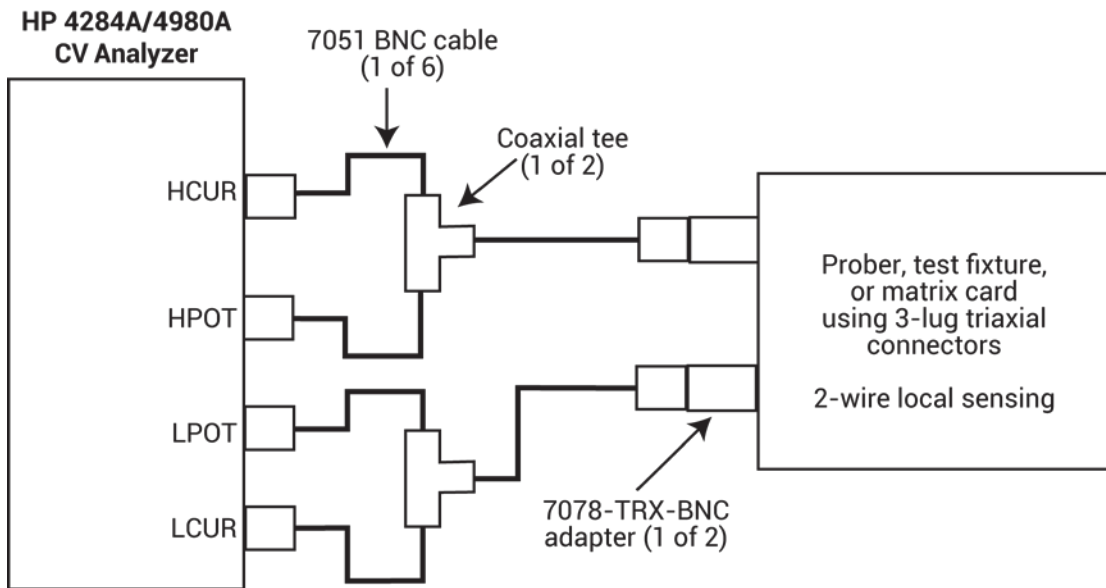 HP 4284A/4980A
CV Analyzer
7051 BNC cable
(1 of 6)
Coaxial tee
(1 of 2)
HCUR
HPOT
LPOT
LCUR
Prober, test fixture,
or matrix card
using 3-lug triaxial
connectors
2-wire local sensing
7078-TRX-BNC
adapter (1 of 2)